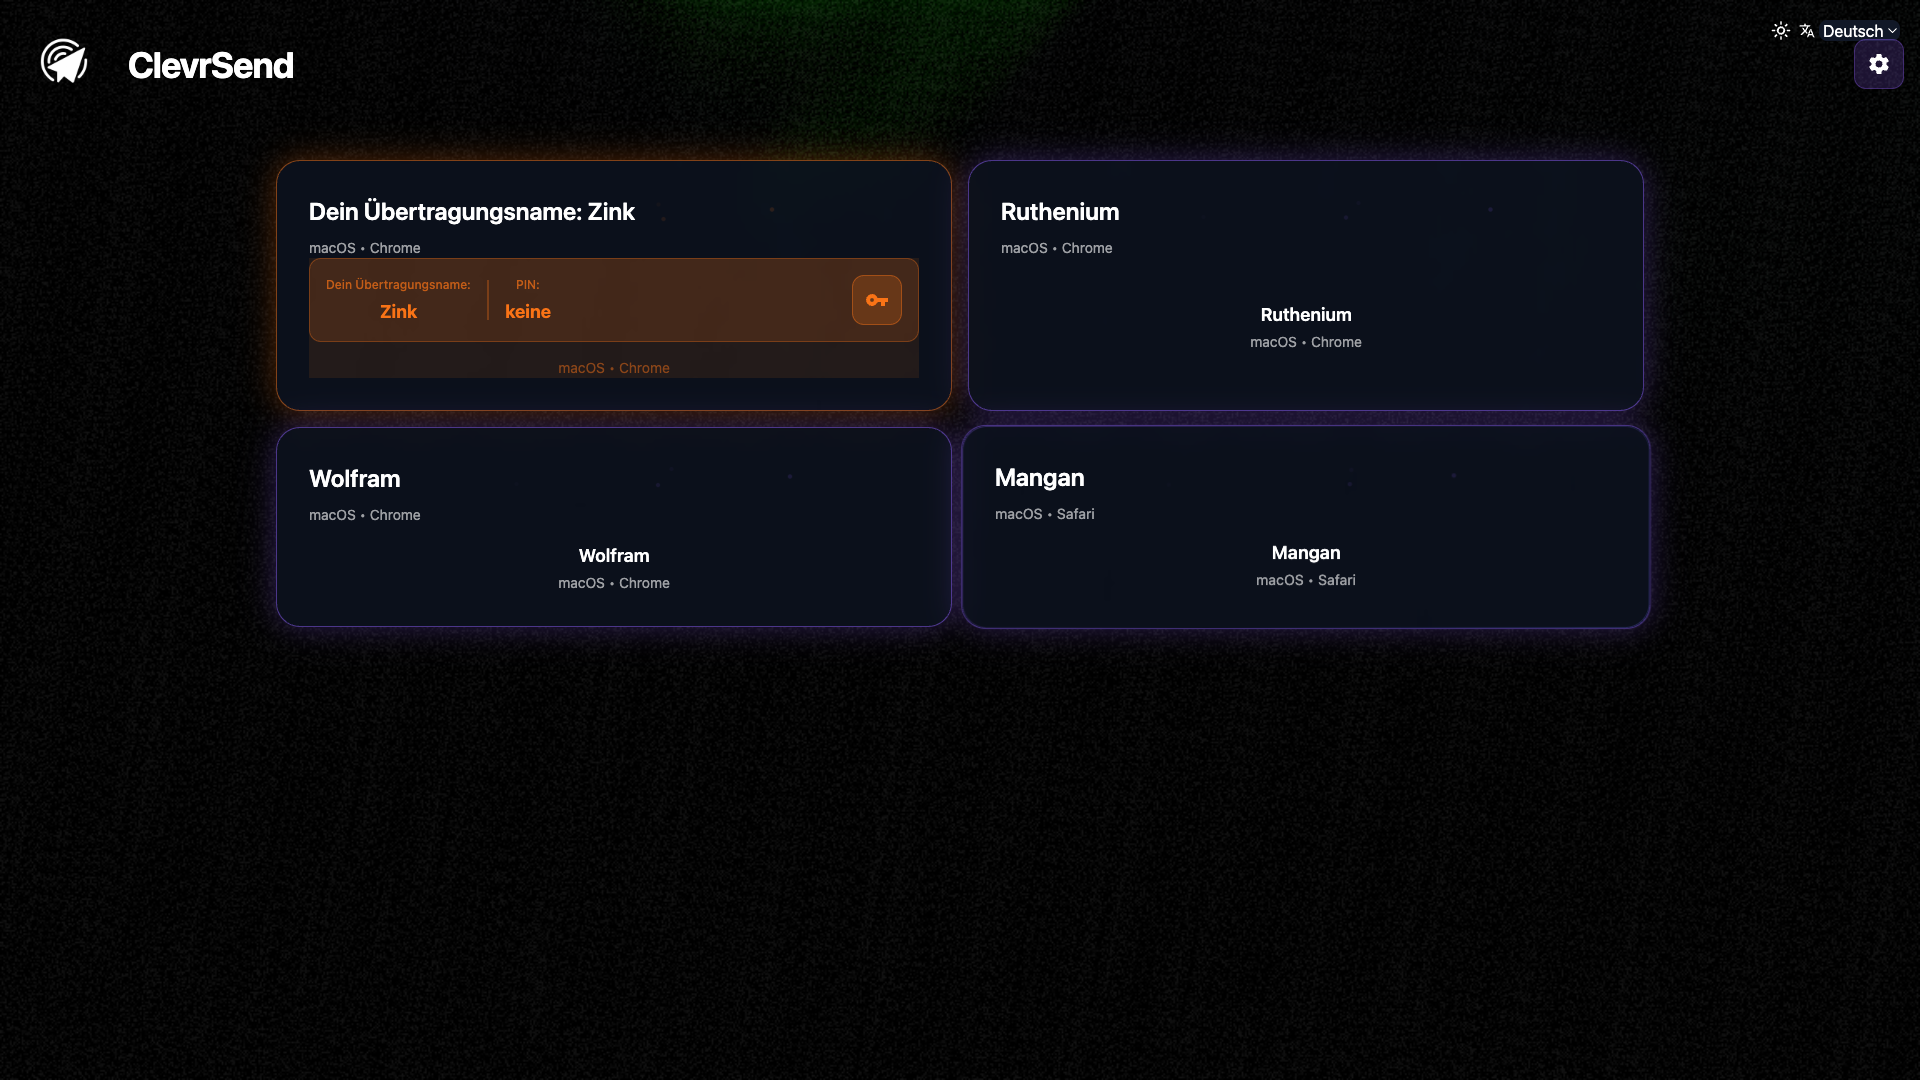 Deutsch
ClevrSend
Dein Übertragungsname: Zink
macOS • Chrome
Dein Übertragungsname:
Zink
PIN:
keine
macOS • Chrome
Ruthenium
macOS • Chrome
Ruthenium
macOS • Chrome
Wolfram
macOS • Chrome
Wolfram
macOS • Chrome
Mangan
macOS • Safari
Mangan
macOS • Safari